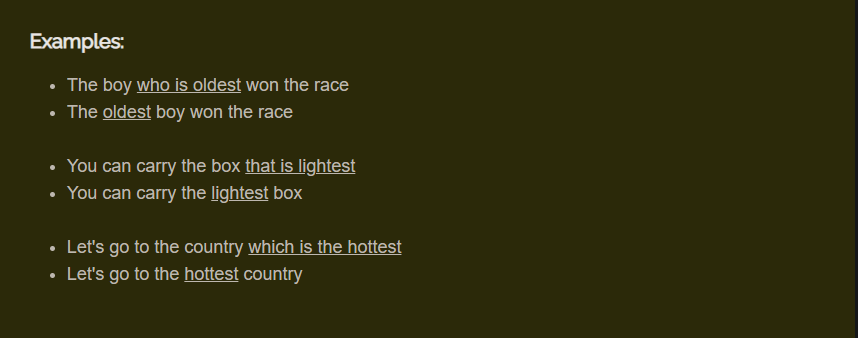 Examples:
• The boy who is oldest won the race
• The oldest boy won the race
• You can carry the box that is lightest
• You can carry the lightest box
• Let's go to the country which is the hottest
• Let's go to the hottest country